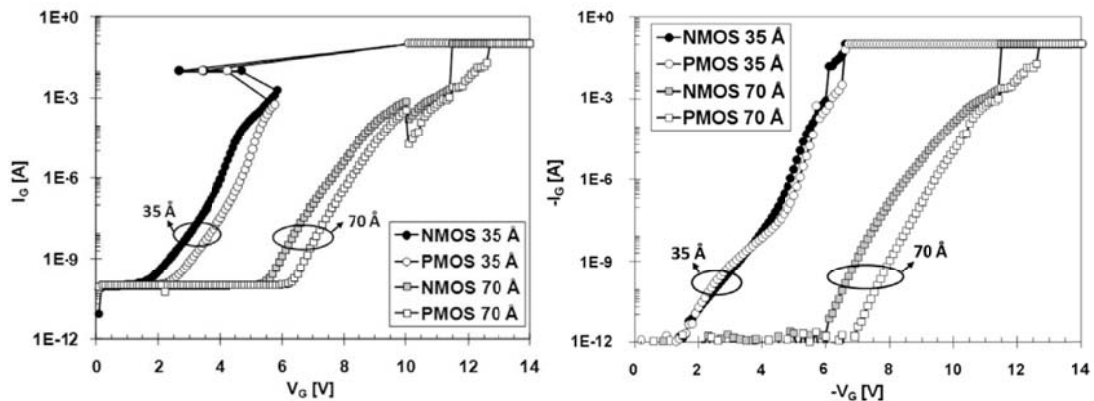 1E+0
1E-3
1E-6
1E-9
1E-12
I_G [A]
35 Å
70 Å
NMOS 35 Å
PMOS 35 Å
NMOS 70 Å
PMOS 70 Å
0 2 4 6 8 10 12 14
V_G [V]
1E+0
1E-3
1E-6
1E-9
1E-12
-I_G [A]
NMOS 35 Å
PMOS 35 Å
NMOS 70 Å
PMOS 70 Å
35 Å
70 Å
0 2 4 6 8 10 12 14
-V_G [V]